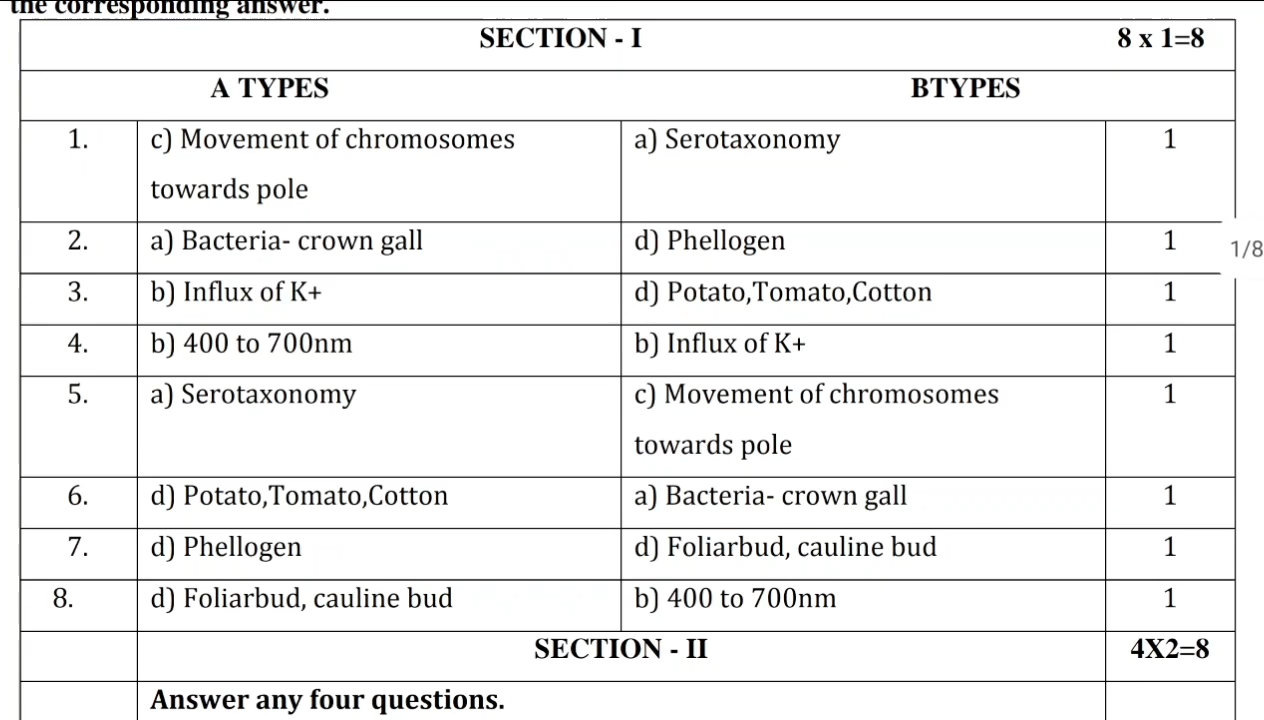 the corresponding answer.
SECTION - I 8 x 1=8
A TYPES BTYPES
1. c) Movement of chromosomes a) Serotaxonomy 1
towards pole
2. a) Bacteria- crown gall d) Phellogen 1
1/8
3. b) Influx of K+ d) Potato,Tomato,Cotton 1
4. b) 400 to 700nm b) Influx of K+ 1
5. a) Serotaxonomy c) Movement of chromosomes 1
towards pole
6. d) Potato,Tomato,Cotton a) Bacteria- crown gall 1
7. d) Phellogen d) Foliarbud, cauline bud 1
8. d) Foliarbud, cauline bud b) 400 to 700nm 1
SECTION - II 4X2=8
Answer any four questions.